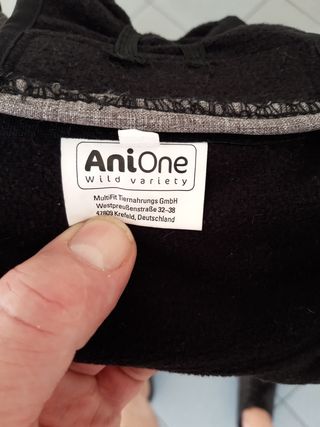 AniOne
Wild variety
MultiFit Tiernahrungs GmbH
Westpreußenstraße 32-38
47809 Krefeld, Deutschland